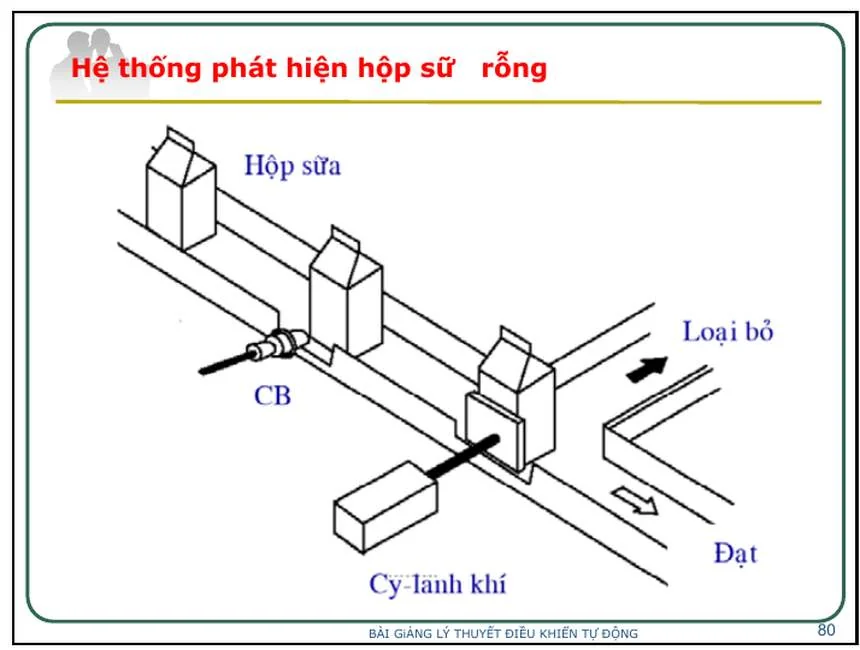 Hệ thống phát hiện hộp sữ rỗng
Hộp sữa
Loại bỏ
CB
Đạt
Cy-lanh khí
BÀI GiẢNG LÝ THUYẾT ĐIỀU KHIỂN TỰ ĐỘNG
80